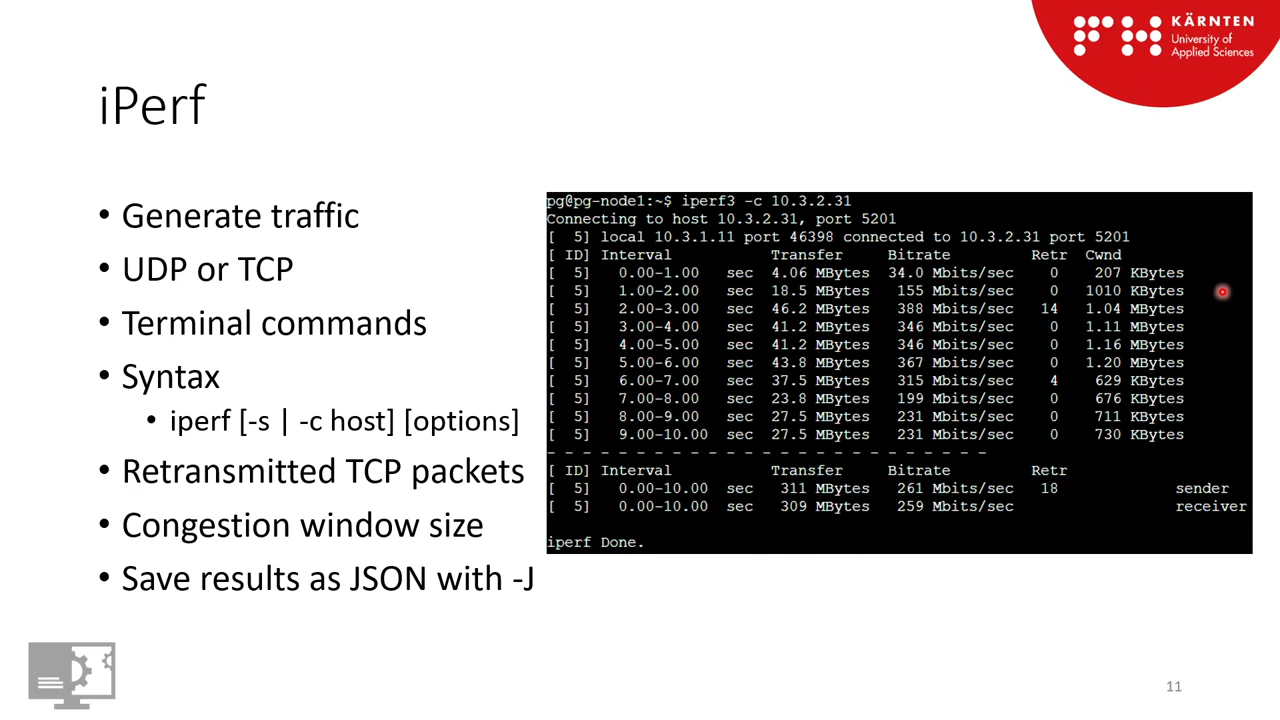 KÄRNTEN
University of
Applied Sciences
iPerf
• Generate traffic
• UDP or TCP
• Terminal commands
• Syntax
• iperf [-s | -c host] [options]
• Retransmitted TCP packets
• Congestion window size
• Save results as JSON with -J
pg@pg-node1:~$ iperf3 -c 10.3.2.31
Connecting to host 10.3.2.31, port 5201
[  5] local 10.3.1.11 port 46398 connected to 10.3.2.31 port 5201
[ ID] Interval           Transfer     Bitrate         Retr  Cwnd
[  5]   0.00-1.00   sec  4.06 MBytes  34.0 Mbits/sec    0    207 KBytes
[  5]   1.00-2.00   sec  18.5 MBytes   155 Mbits/sec    0   1010 KBytes
[  5]   2.00-3.00   sec  46.2 MBytes   388 Mbits/sec   14   1.04 MBytes
[  5]   3.00-4.00   sec  41.2 MBytes   346 Mbits/sec    0   1.11 MBytes
[  5]   4.00-5.00   sec  41.2 MBytes   346 Mbits/sec    0   1.16 MBytes
[  5]   5.00-6.00   sec  43.8 MBytes   367 Mbits/sec    0   1.20 MBytes
[  5]   6.00-7.00   sec  37.5 MBytes   315 Mbits/sec    4    629 KBytes
[  5]   7.00-8.00   sec  23.8 MBytes   199 Mbits/sec    0    676 KBytes
[  5]   8.00-9.00   sec  27.5 MBytes   231 Mbits/sec    0    711 KBytes
[  5]   9.00-10.00  sec  27.5 MBytes   231 Mbits/sec    0    730 KBytes
- - - - - - - - - - - - - - - - - - - - - - - - -
[ ID] Interval           Transfer     Bitrate         Retr
[  5]   0.00-10.00  sec   311 MBytes   261 Mbits/sec   18             sender
[  5]   0.00-10.00  sec   309 MBytes   259 Mbits/sec                  receiver
iperf Done.
11